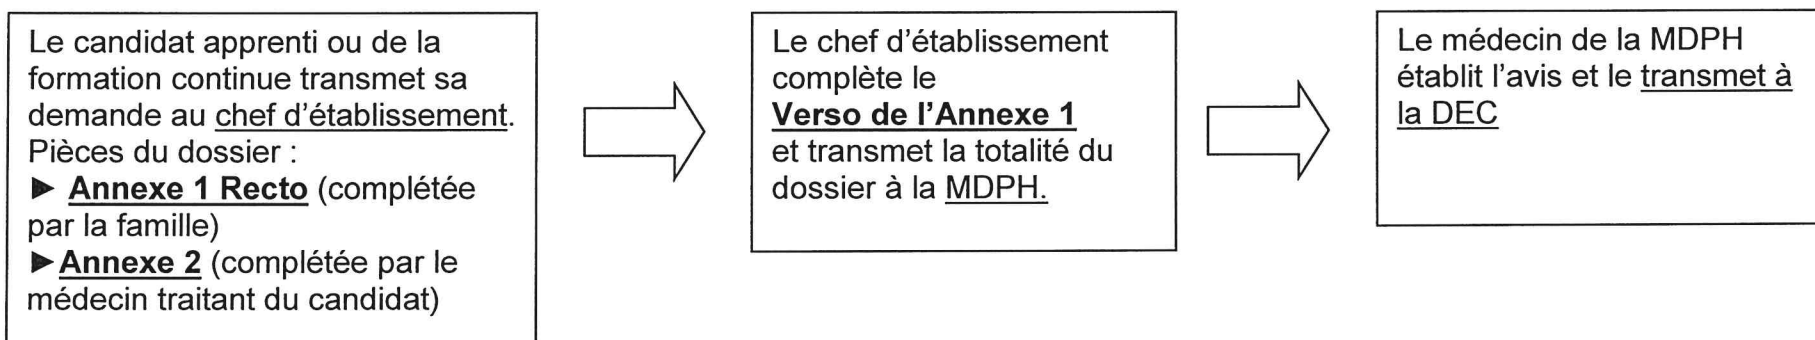 Le candidat apprenti ou de la
formation continue transmet sa
demande au chef d'établissement.
Pièces du dossier :
► Annexe 1 Recto (complétée
par la famille)
►Annexe 2 (complétée par le
médecin traitant du candidat)
Le chef d'établissement
complète le
Verso de l'Annexe 1
et transmet la totalité du
dossier à la MDPH.
Le médecin de la MDPH
établit l'avis et le transmet à
la DEC